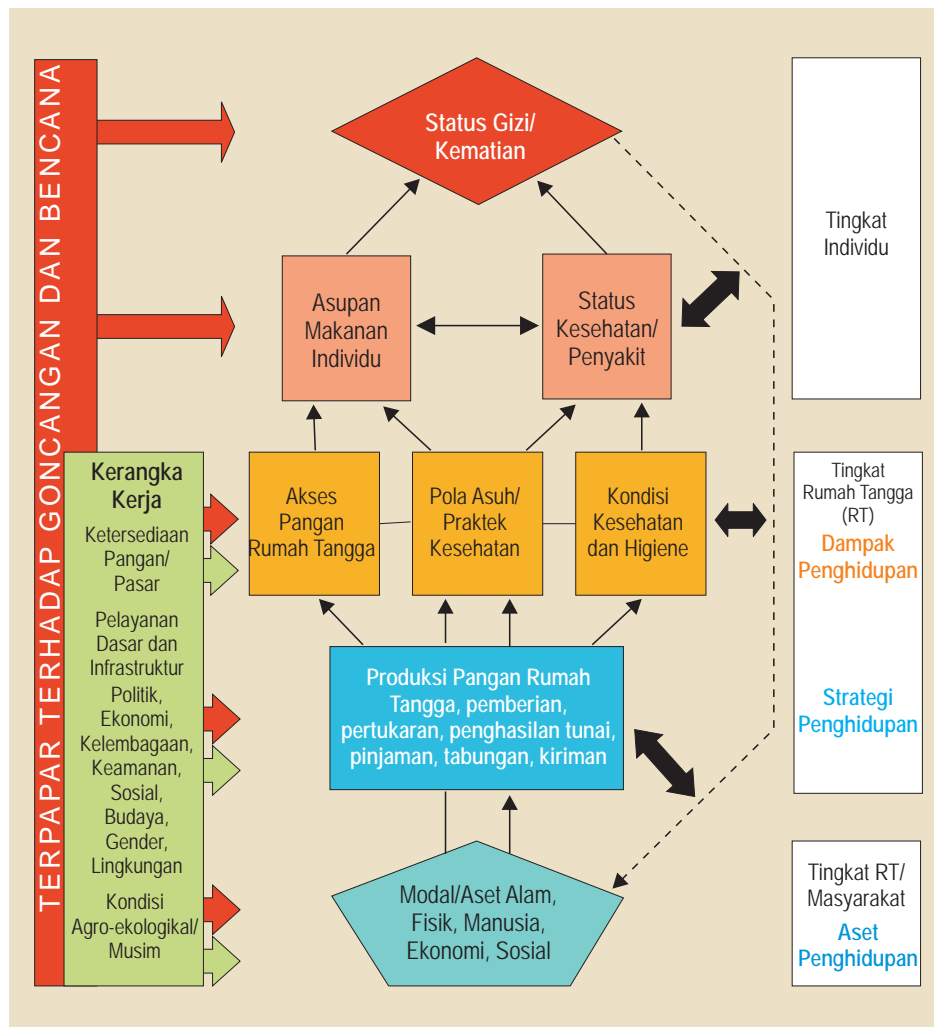 TERPAPAR TERHADAP GONCANGAN DAN BENCANA
Status Gizi/
Kematian
Tingkat
Individu
Asupan
Makanan
Individu
Status
Kesehatan/
Penyakit
Kerangka
Kerja
Ketersediaan
Pangan/
Pasar
Pelayanan
Dasar dan
Infrastruktur
Politik,
Ekonomi,
Kelembagaan,
Keamanan,
Sosial,
Budaya,
Gender,
Lingkungan
Kondisi
Agro-ekologikal/
Musim
Akses
Pangan
Rumah Tangga
Pola Asuh/
Praktek
Kesehatan
Kondisi
Kesehatan
dan Higiene
Tingkat
Rumah Tangga
(RT)
Dampak
Penghidupan
Strategi
Penghidupan
Produksi Pangan Rumah
Tangga, pemberian,
pertukaran, penghasilan tunai,
pinjaman, tabungan, kiriman
Modal/Aset Alam,
Fisik, Manusia,
Ekonomi, Sosial
Tingkat RT/
Masyarakat
Aset
Penghidupan